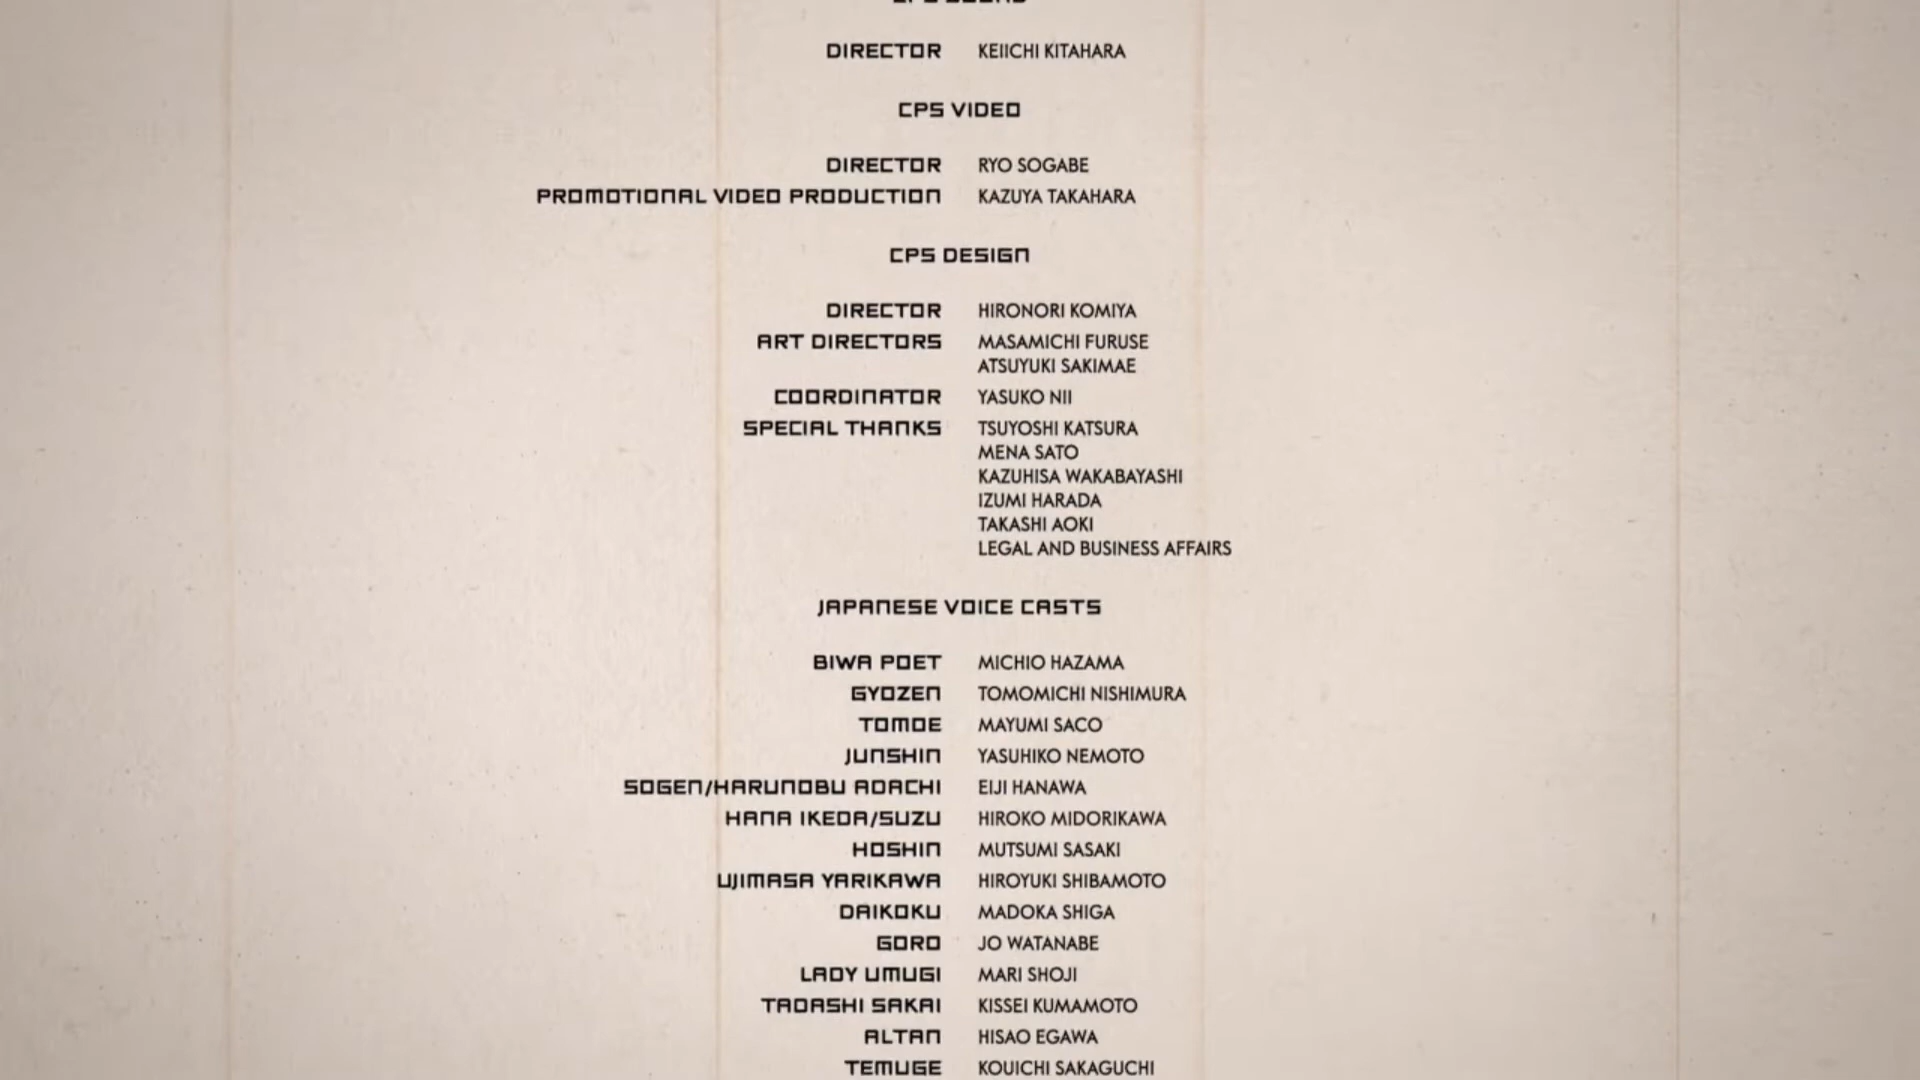 DIRECTOR KEIICHI KITAHARA
CPS VIDEO
DIRECTOR RYO SOGABE
PROMOTIONAL VIDEO PRODUCTION KAZUYA TAKAHARA
CPS DESIGN
DIRECTOR HIRONORI KOMIYA
ART DIRECTORS MASAMICHI FURUSE
ATSUYUKI SAKIMAE
COORDINATOR YASUKO NII
SPECIAL THANKS TSUYOSHI KATSURA
MENA SATO
KAZUHISA WAKABAYASHI
IZUMI HARADA
TAKASHI AOKI
LEGAL AND BUSINESS AFFAIRS
JAPANESE VOICE CASTS
BIWA POET MICHIO HAZAMA
GYOZEN TOMOMICHI NISHIMURA
TOMOE MAYUMI SACO
JUNSHIN YASUHIKO NEMOTO
SOGEN/HARUNOBU ADACHI EIJI HANAWA
HANA IKEDA/SUZU HIROKO MIDORIKAWA
HOSHIN MUTSUMI SASAKI
UJIMASA YARIKAWA HIROYUKI SHIBAMOTO
DAIKOKU MADOKA SHIGA
GORO JO WATANABE
LADY UMUGI MARI SHOJI
TADASHI SAKAI KISSEI KUMAMOTO
ALTAN HISAO EGAWA
TEMUGE KOUICHI SAKAGUCHI